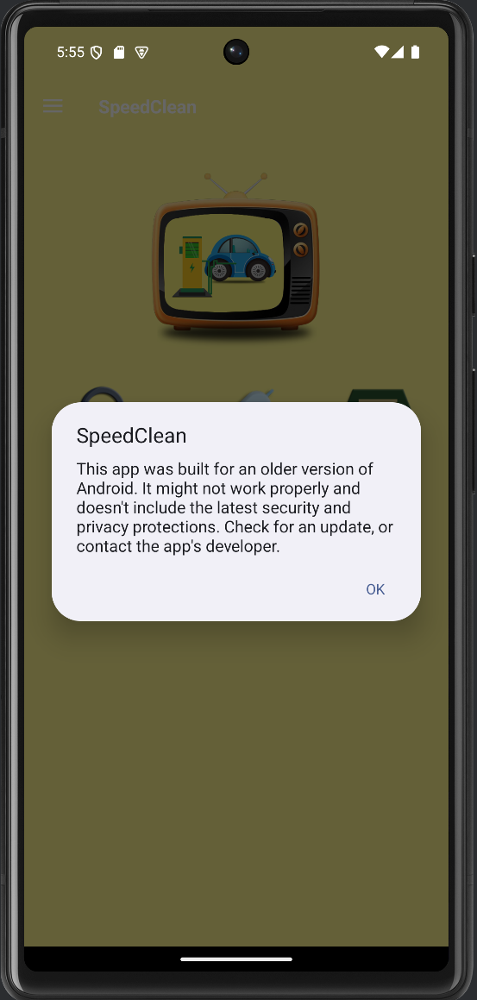 5:55
SpeedClean
SpeedClean
This app was built for an older version of
Android. It might not work properly and
doesn't include the latest security and
privacy protections. Check for an update, or
contact the app's developer.
OK